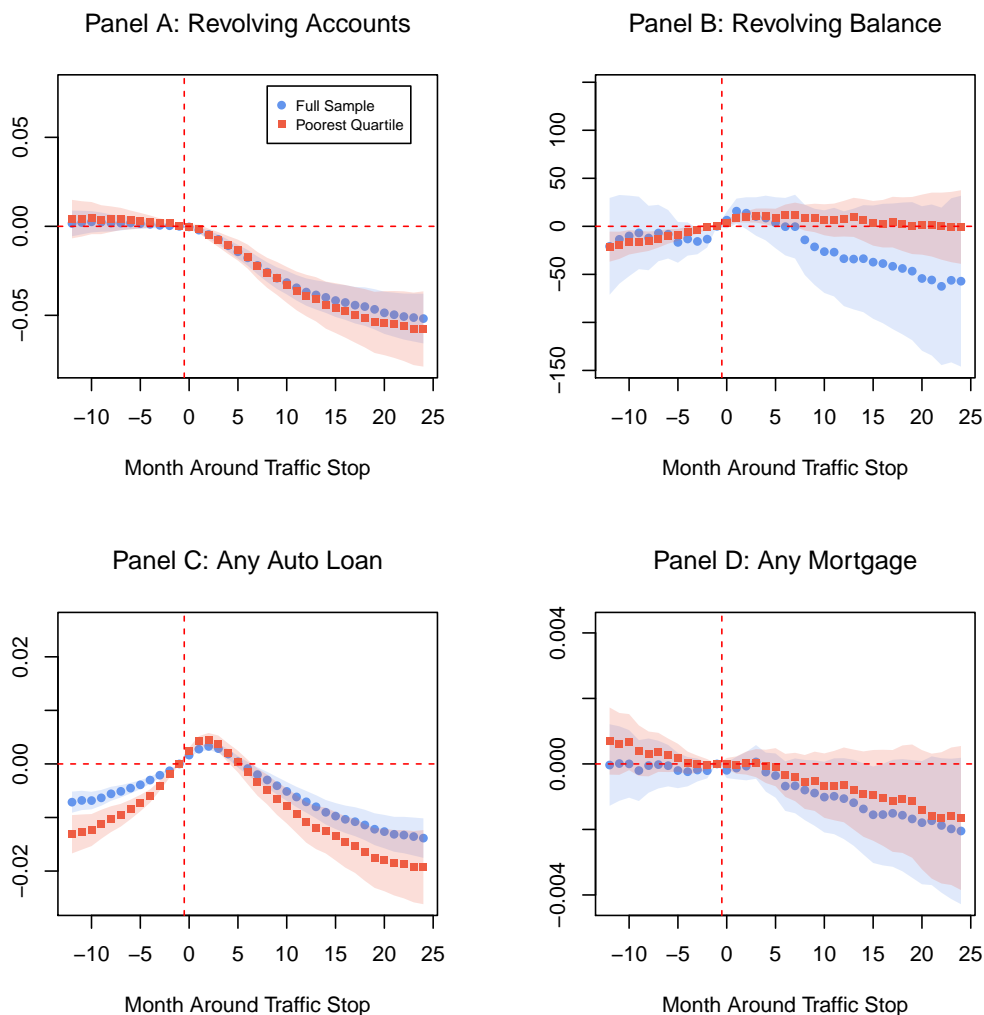 Panel A: Revolving Accounts
Full Sample
Poorest Quartile
0.05
0.00
−0.05
−10 −5 0 5 10 15 20 25
Month Around Traffic Stop
Panel B: Revolving Balance
100
50
0
−50
−150
−10 −5 0 5 10 15 20 25
Month Around Traffic Stop
Panel C: Any Auto Loan
0.02
0.00
−0.02
−10 −5 0 5 10 15 20 25
Month Around Traffic Stop
Panel D: Any Mortgage
0.004
0.000
−0.004
−10 −5 0 5 10 15 20 25
Month Around Traffic Stop